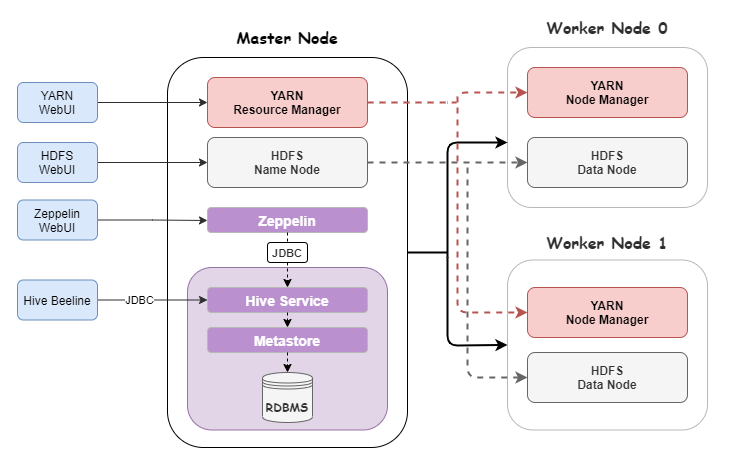 Master Node
Worker Node 0
YARN
WebUI
YARN
Resource Manager
YARN
Node Manager
HDFS
WebUI
HDFS
Name Node
HDFS
Data Node
Zeppelin
WebUI
Zeppelin
JDBC
Worker Node 1
Hive Beeline
JDBC
Hive Service
YARN
Node Manager
Metastore
HDFS
Data Node
RDBMS